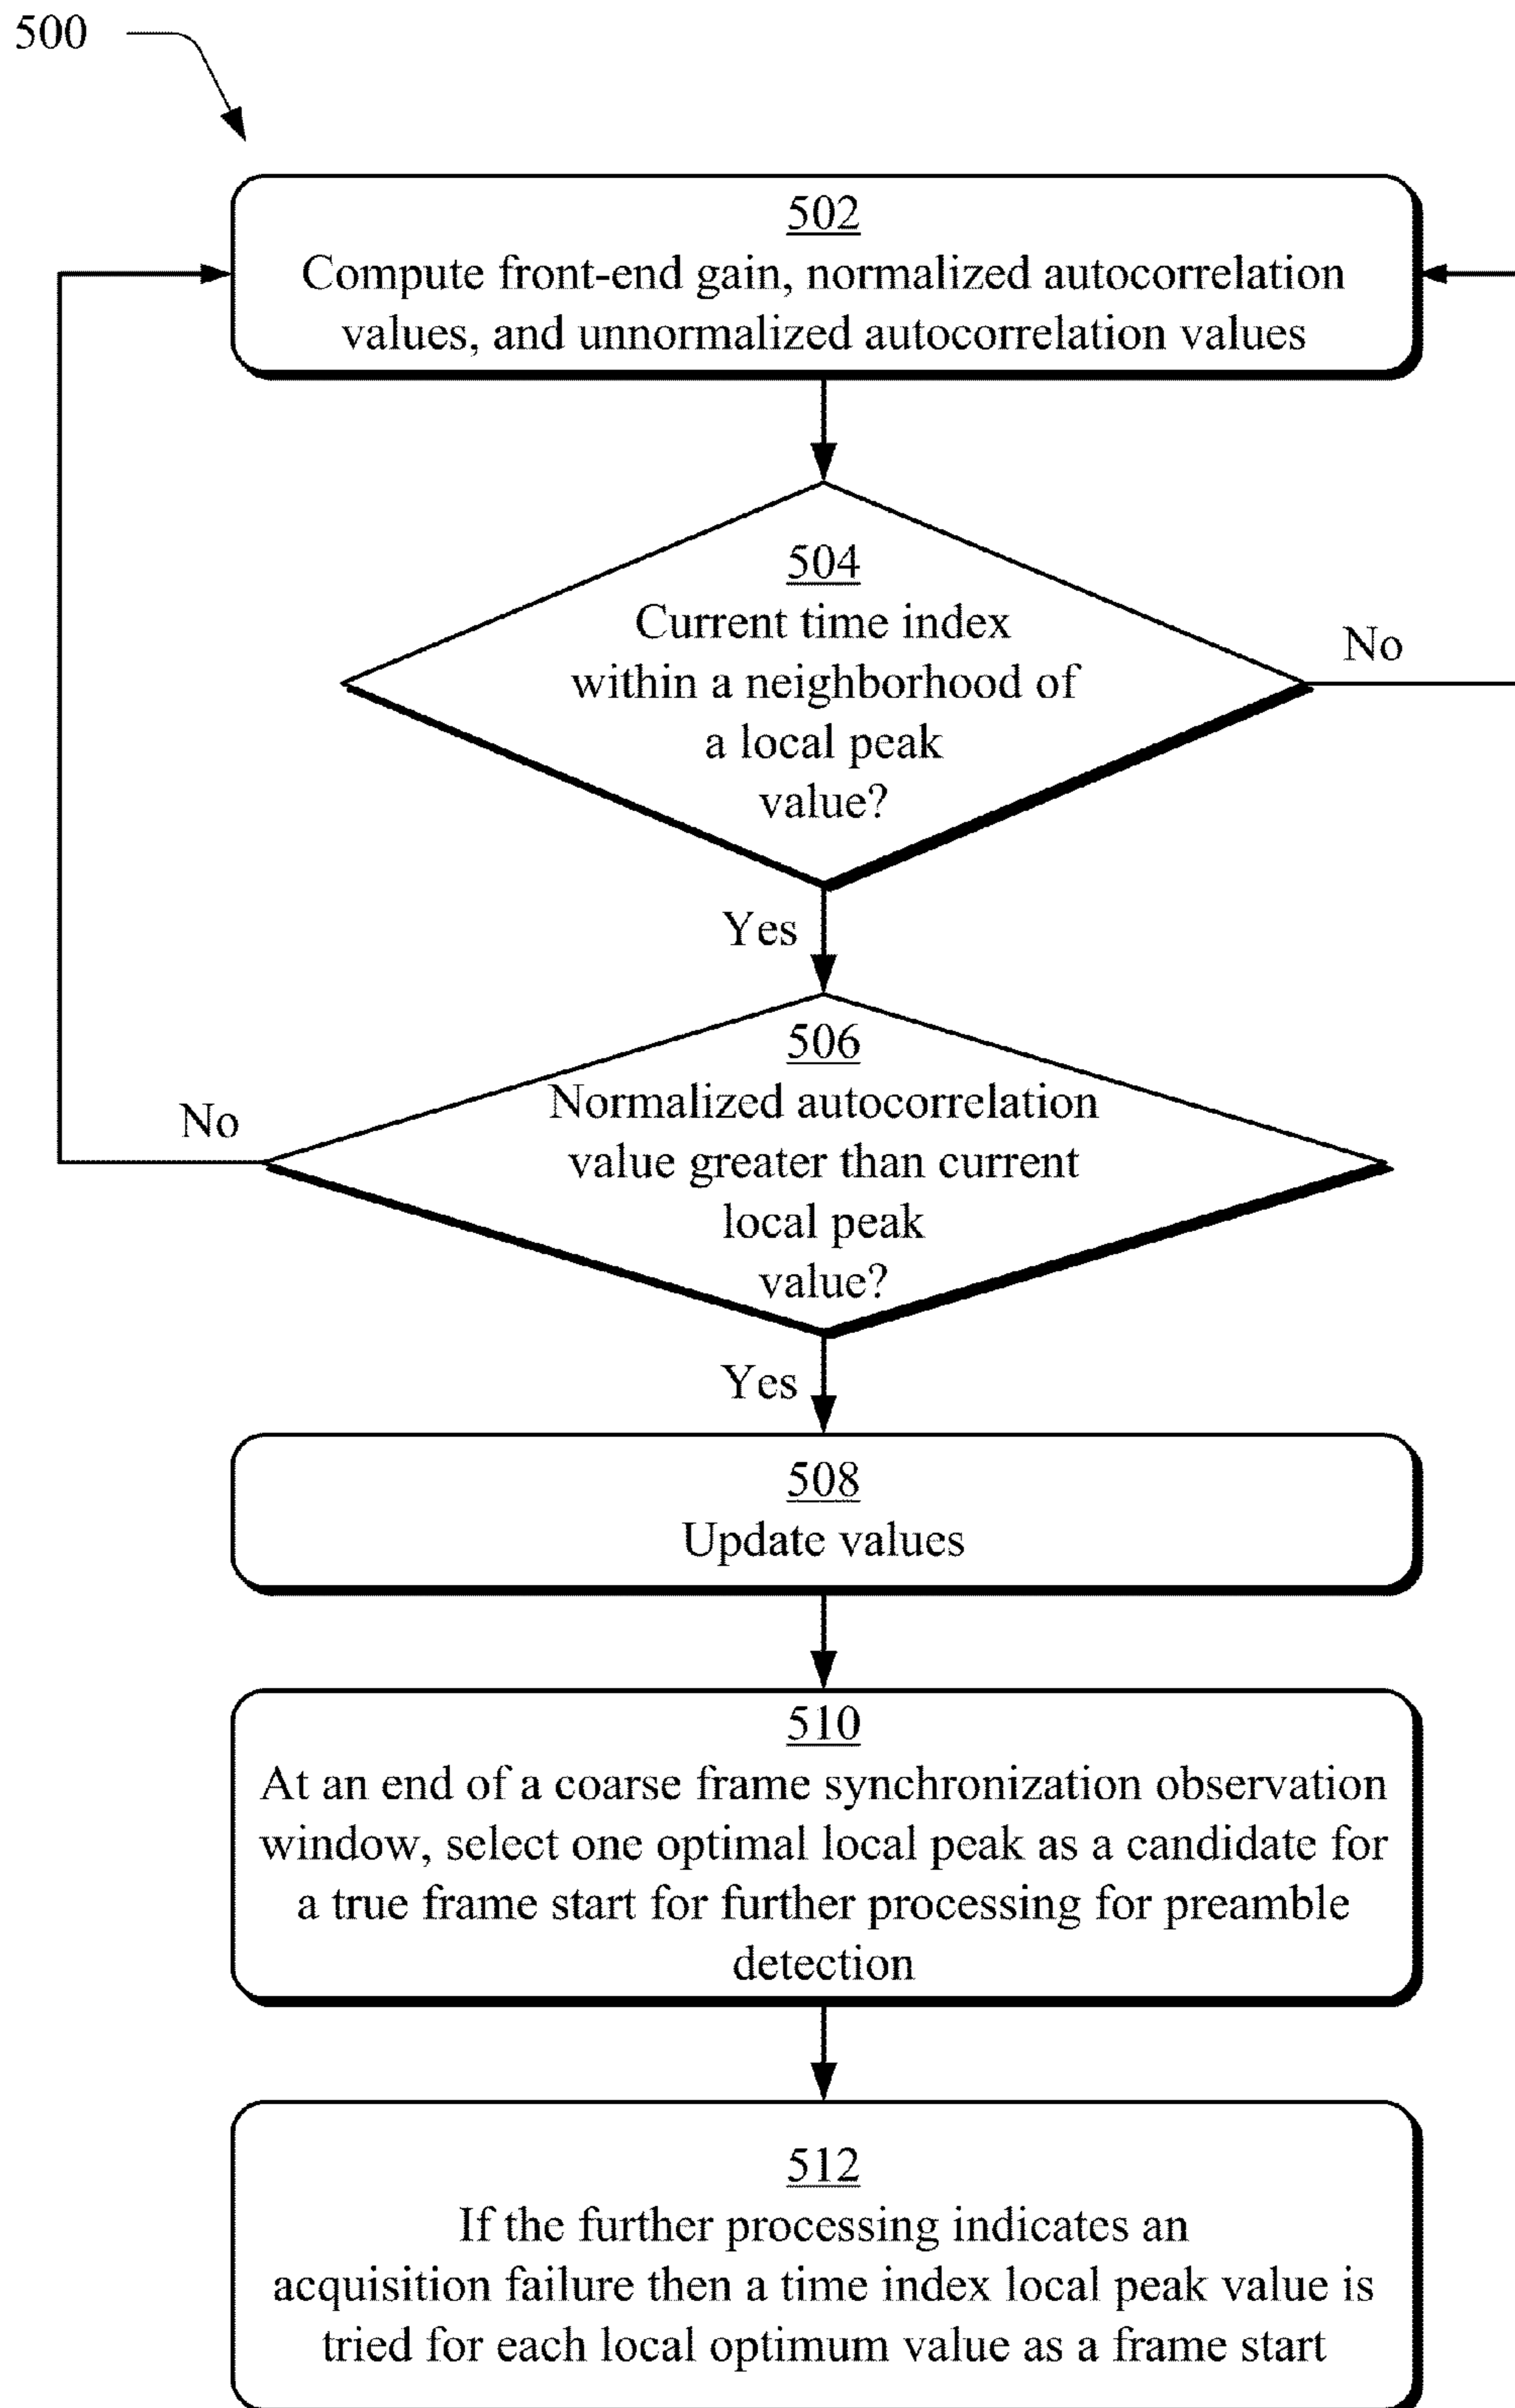 500
502
Compute front-end gain, normalized autocorrelation
values, and unnormalized autocorrelation values
504
Current time index
within a neighborhood of
a local peak
value?
No
Yes
506
Normalized autocorrelation
value greater than current
local peak
value?
No
Yes
508
Update values
510
At an end of a coarse frame synchronization observation
window, select one optimal local peak as a candidate for
a true frame start for further processing for preamble
detection
512
If the further processing indicates an
acquisition failure then a time index local peak value is
tried for each local optimum value as a frame start